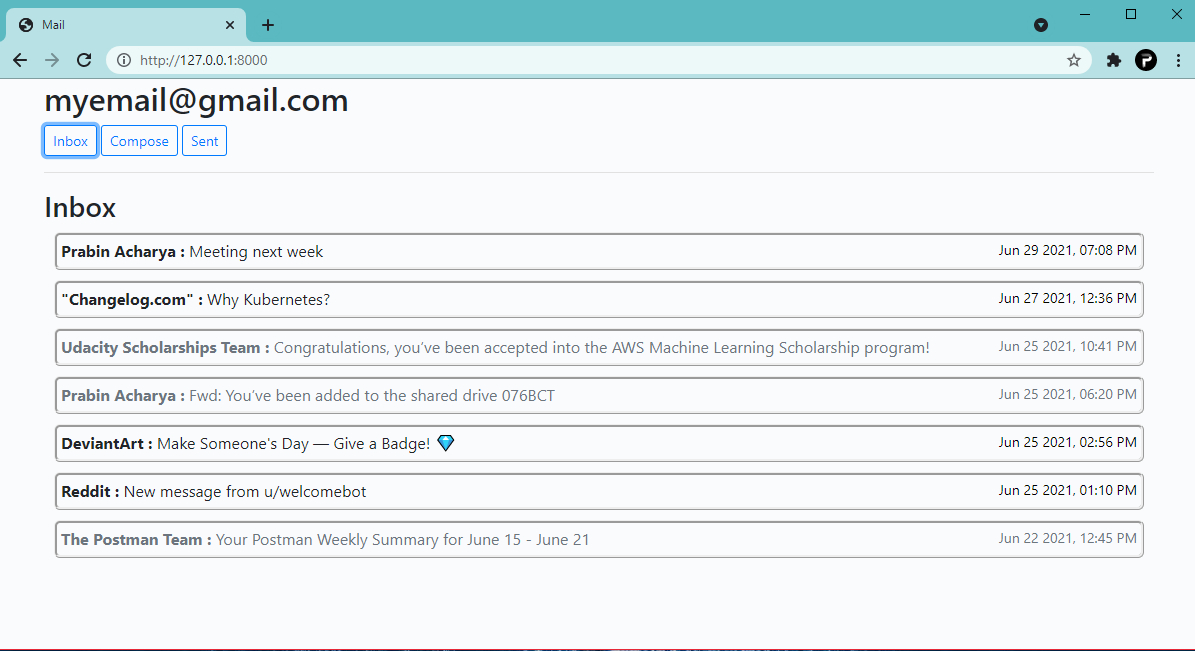 Mail
http://127.0.0.1:8000
myemail@gmail.com
Inbox Compose Sent
Inbox
Prabin Acharya : Meeting next week Jun 29 2021, 07:08 PM
"Changelog.com" : Why Kubernetes? Jun 27 2021, 12:36 PM
Udacity Scholarships Team : Congratulations, you’ve been accepted into the AWS Machine Learning Scholarship program! Jun 25 2021, 10:41 PM
Prabin Acharya : Fwd: You’ve been added to the shared drive 076BCT Jun 25 2021, 06:20 PM
DeviantArt : Make Someone's Day — Give a Badge! 💎 Jun 25 2021, 02:56 PM
Reddit : New message from u/welcomebot Jun 25 2021, 01:10 PM
The Postman Team : Your Postman Weekly Summary for June 15 - June 21 Jun 22 2021, 12:45 PM